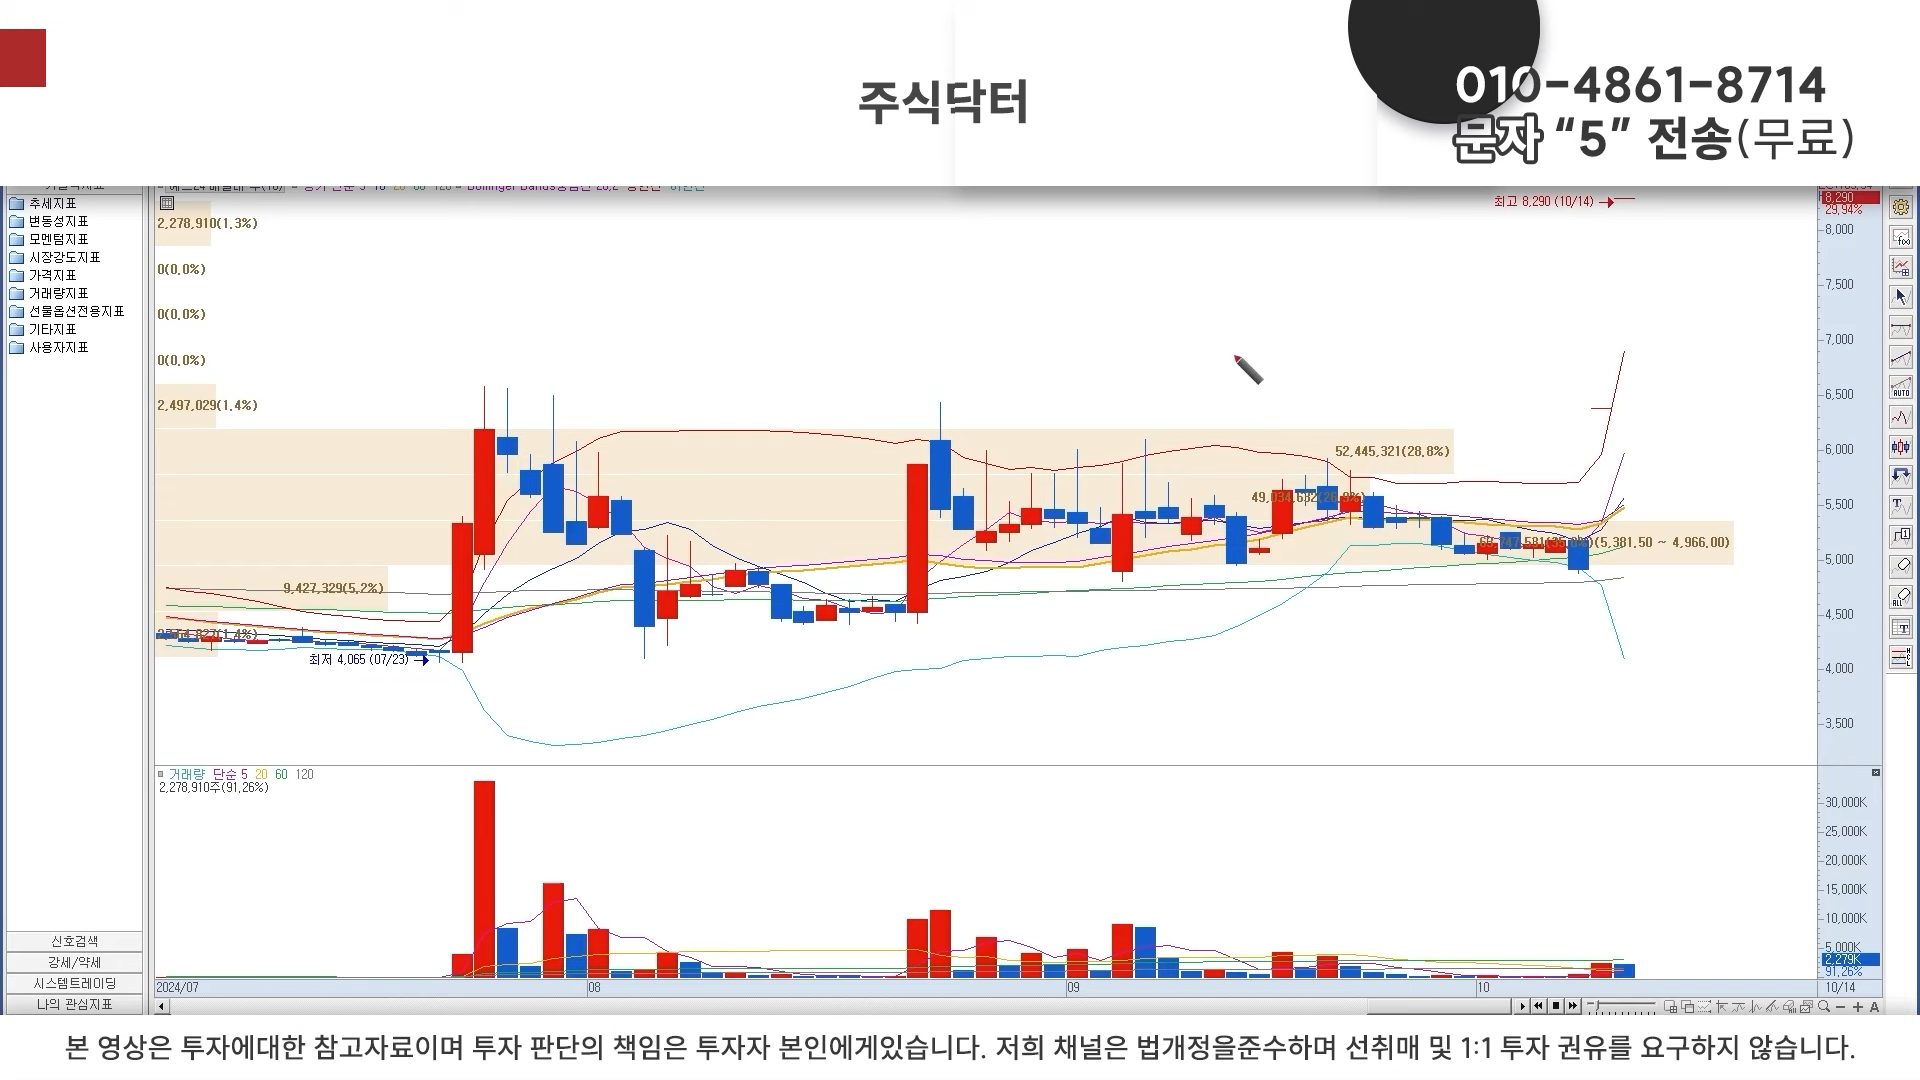 주식닥터
010-4861-8714
문자 “5” 전송(무료)
추세지표
변동성지표
모멘텀지표
시장강도지표
가격지표
거래량지표
선물옵션전용지표
기타지표
사용자지표
신호검색
강세/약세
시스템트레이딩
나의 관심지표
2,278,910(1.3%)
0(0.0%)
0(0.0%)
0(0.0%)
2,497,029(1.4%)
52,445,321(28.8%)
(5,381.50 ~ 4,966.00)
9,427,329(5.2%)
최저 4,065 (07/23)
최고 8,290 (10/14)
8,290
29.94%
8,000
7,500
7,000
6,500
6,000
5,500
5,000
4,500
4,000
3,500
거래량 단순 5 20 60 120
2,278,910주(91.26%)
30,000K
25,000K
20,000K
15,000K
10,000K
5,000K
2,279K
91.26%
2024/07
08
09
10
10/14
AUTO
ALL
본 영상은 투자에대한 참고자료이며 투자 판단의 책임은 투자자 본인에게있습니다. 저희 채널은 법개정을준수하며 선취매 및 1:1 투자 권유를 요구하지 않습니다.